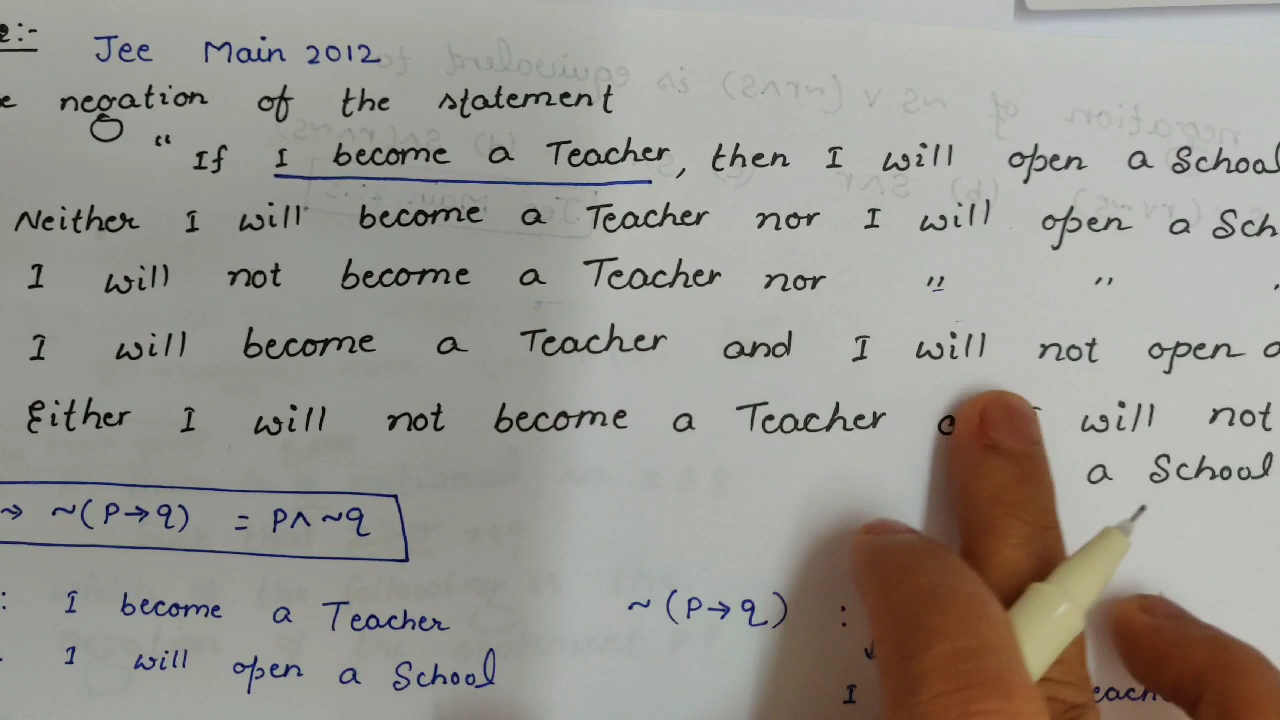 Jee Main 2012
negation of the statement
" If I become a Teacher, then I will open a School
Neither I will become a Teacher nor I will open a Sch
I will not become a Teacher nor " "
I will become a Teacher and I will not open
Either I will not become a Teacher will not
a School
→ ~(P→q) = P∧ ~q
: I become a Teacher
~(P→q) :
I will open a School
I